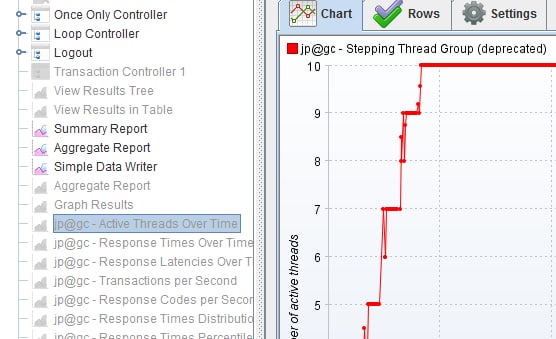 Once Only Controller
Loop Controller
Logout
Transaction Controller 1
View Results Tree
View Results in Table
Summary Report
Aggregate Report
Simple Data Writer
Aggregate Report
Graph Results
jp@gc - Active Threads Over Time
jp@gc - Response Times Over Time
jp@gc - Response Latencies Over T
jp@gc - Transactions per Second
jp@gc - Response Codes per Secon
jp@gc - Response Times Distributio
jp@gc - Response Times Percentile
Chart
Rows
Settings
jp@gc - Stepping Thread Group (deprecated)
10
9
8
7
6
5
er of active threads